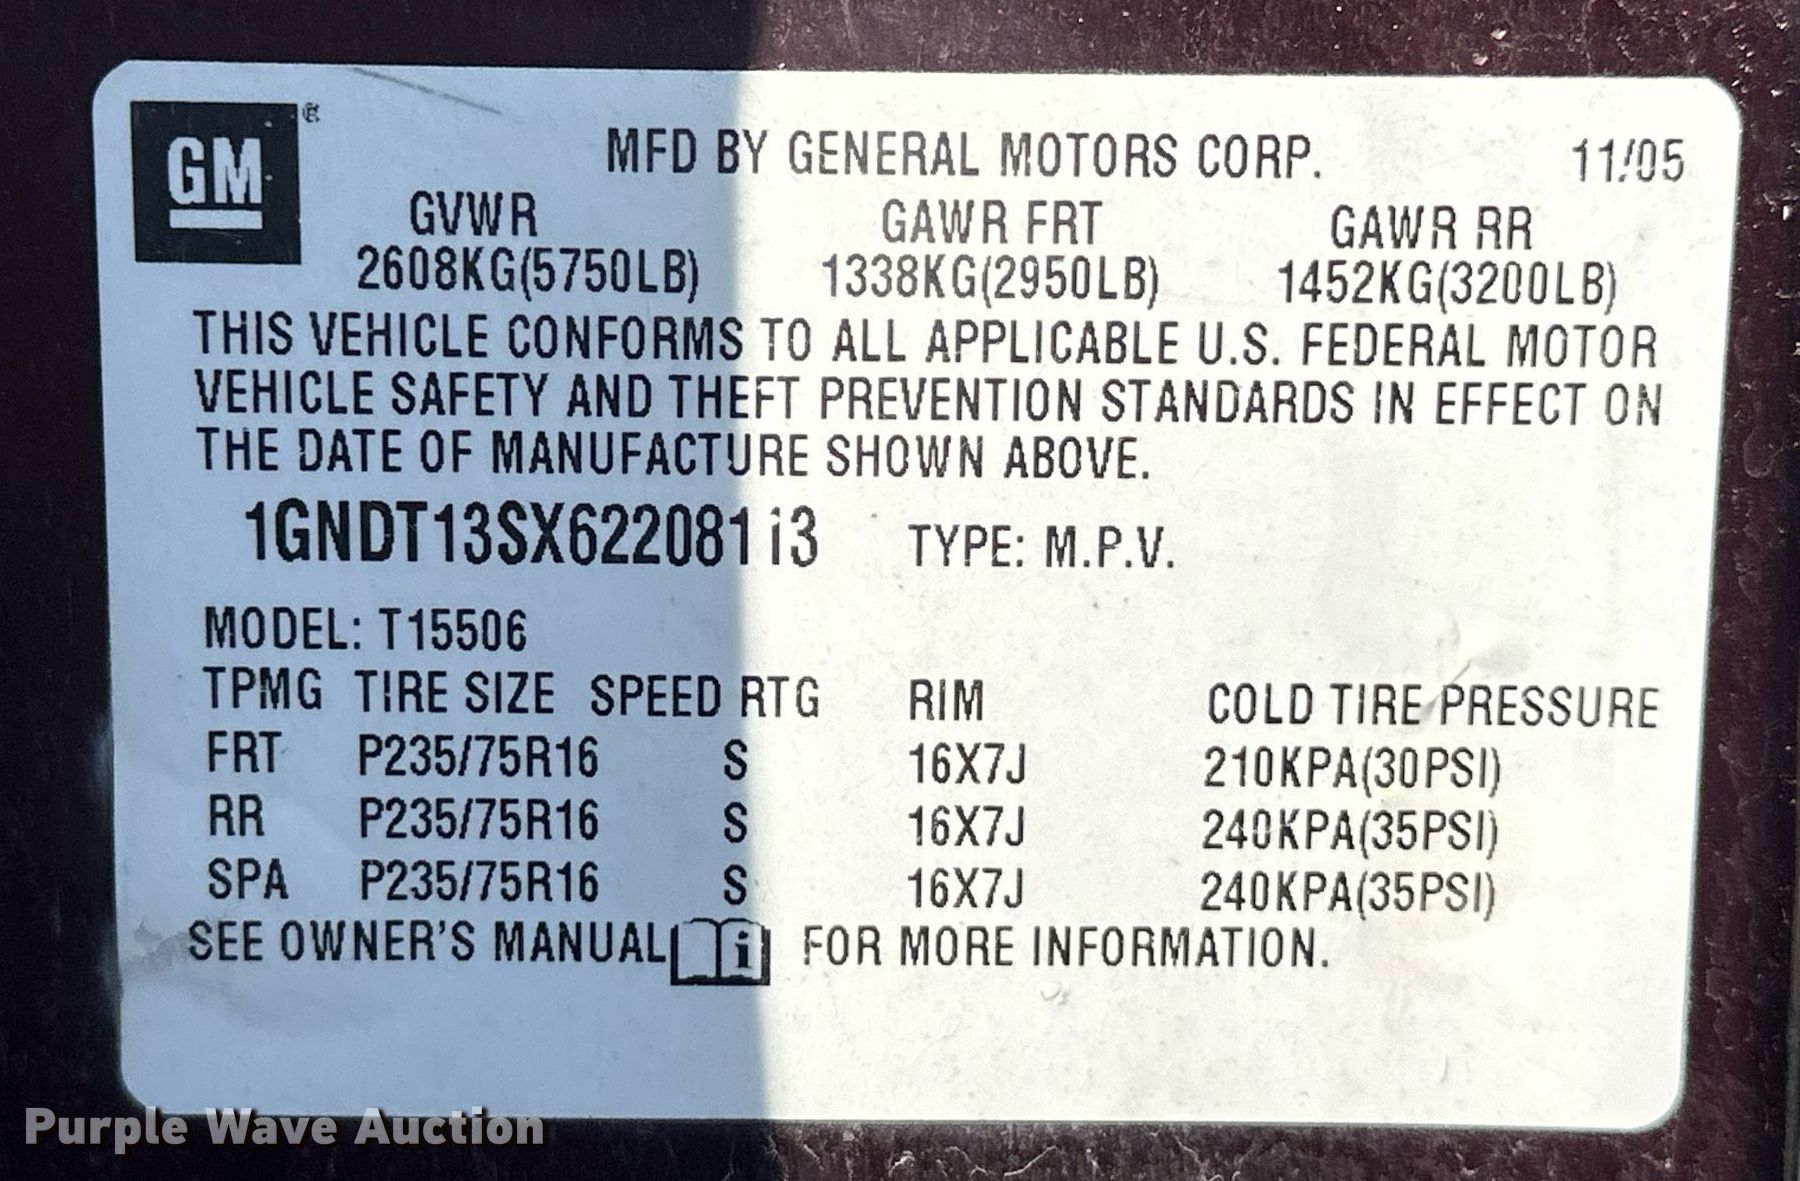 GM
MFD BY GENERAL MOTORS CORP. 11/05
GVWR GAWR FRT GAWR RR
2608KG(5750LB) 1338KG(2950LB) 1452KG(3200LB)
THIS VEHICLE CONFORMS TO ALL APPLICABLE U.S. FEDERAL MOTOR
VEHICLE SAFETY AND THEFT PREVENTION STANDARDS IN EFFECT ON
THE DATE OF MANUFACTURE SHOWN ABOVE.
1GNDT13SX62208113 TYPE: M.P.V.
MODEL: T15506
TPMG TIRE SIZE SPEED RTG RIM COLD TIRE PRESSURE
FRT P235/75R16 S 16X7J 210KPA(30PSI)
RR P235/75R16 S 16X7J 240KPA(35PSI)
SPA P235/75R16 S 16X7J 240KPA(35PSI)
SEE OWNER'S MANUAL i FOR MORE INFORMATION.
Purple Wave Auction